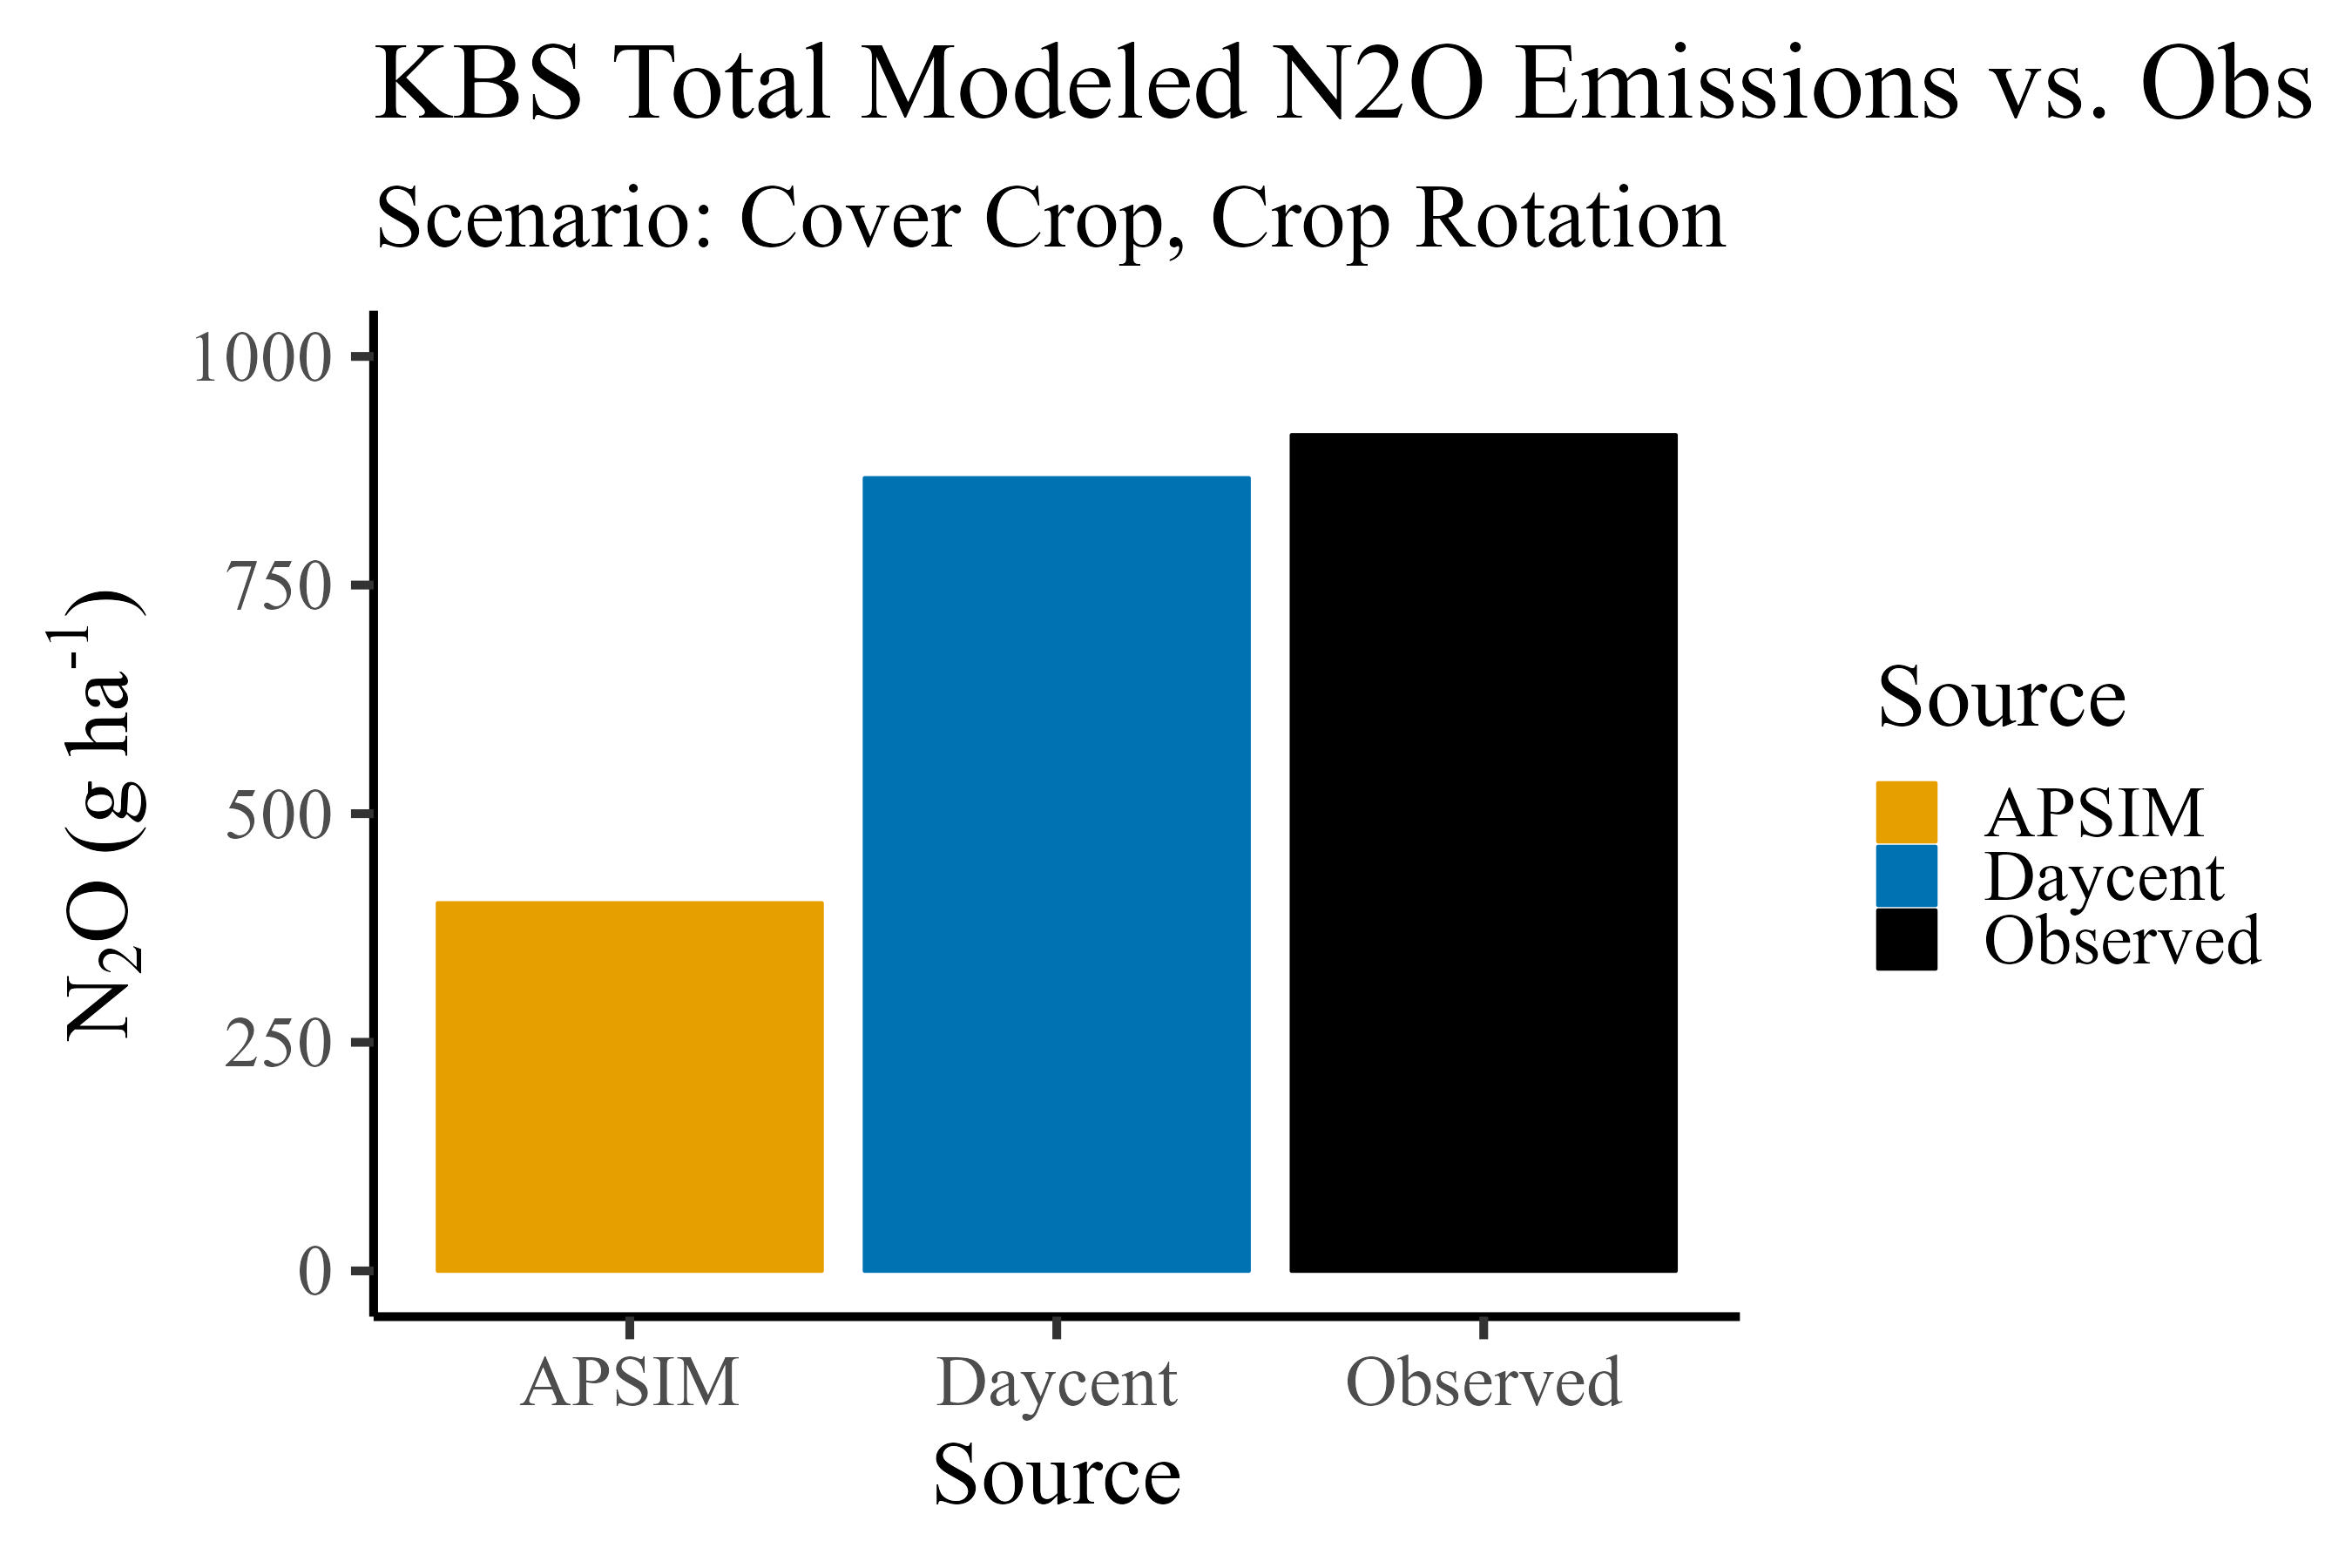 KBS Total Modeled N2O Emissions vs. Obs
Scenario: Cover Crop, Crop Rotation
1000
750
500
250
0
N₂O (g ha⁻¹)
APSIM
Daycent
Observed
Source
Source
APSIM
Daycent
Observed